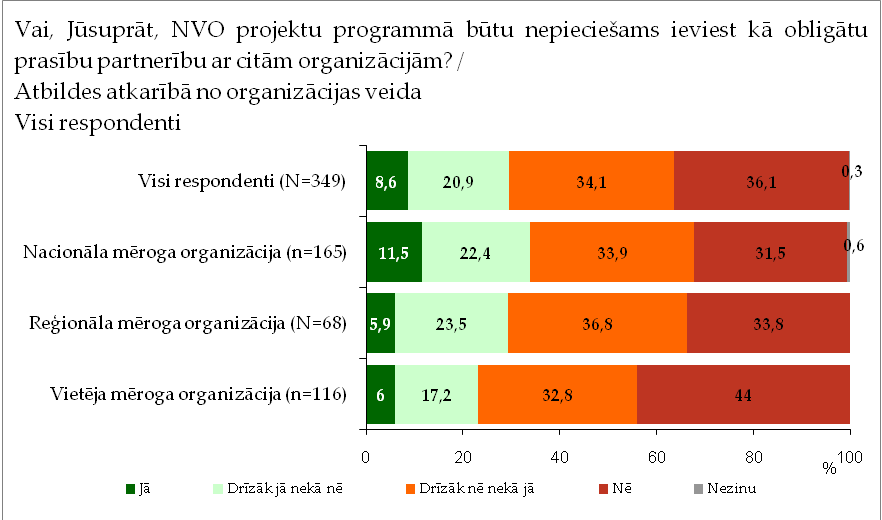 Vai, Jūsuprāt, NVO projektu programmā būtu nepieciešams ieviest kā obligātu
prasību partnerību ar citām organizācijām? /
Atbildes atkarībā no organizācijas veida
Visi respondenti
Visi respondenti (N=349)
8,6 20,9 34,1 36,1 0,3
Nacionāla mēroga organizācija (n=165)
11,5 22,4 33,9 31,5 0,6
Reģionāla mēroga organizācija (N=68)
5,9 23,5 36,8 33,8
Vietēja mēroga organizācija (n=116)
6 17,2 32,8 44
0 20 40 60 80 100
%
Jā Drīzāk jā nekā nē Drīzāk nē nekā jā Nē Nezinu